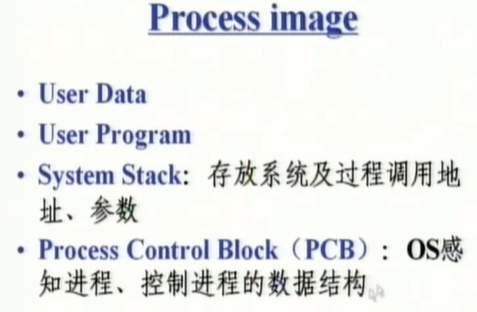 Process image
• User Data
• User Program
• System Stack：存放系统及过程调用地
址、参数
• Process Control Block（PCB）：OS感
知进程、控制进程的数据结构